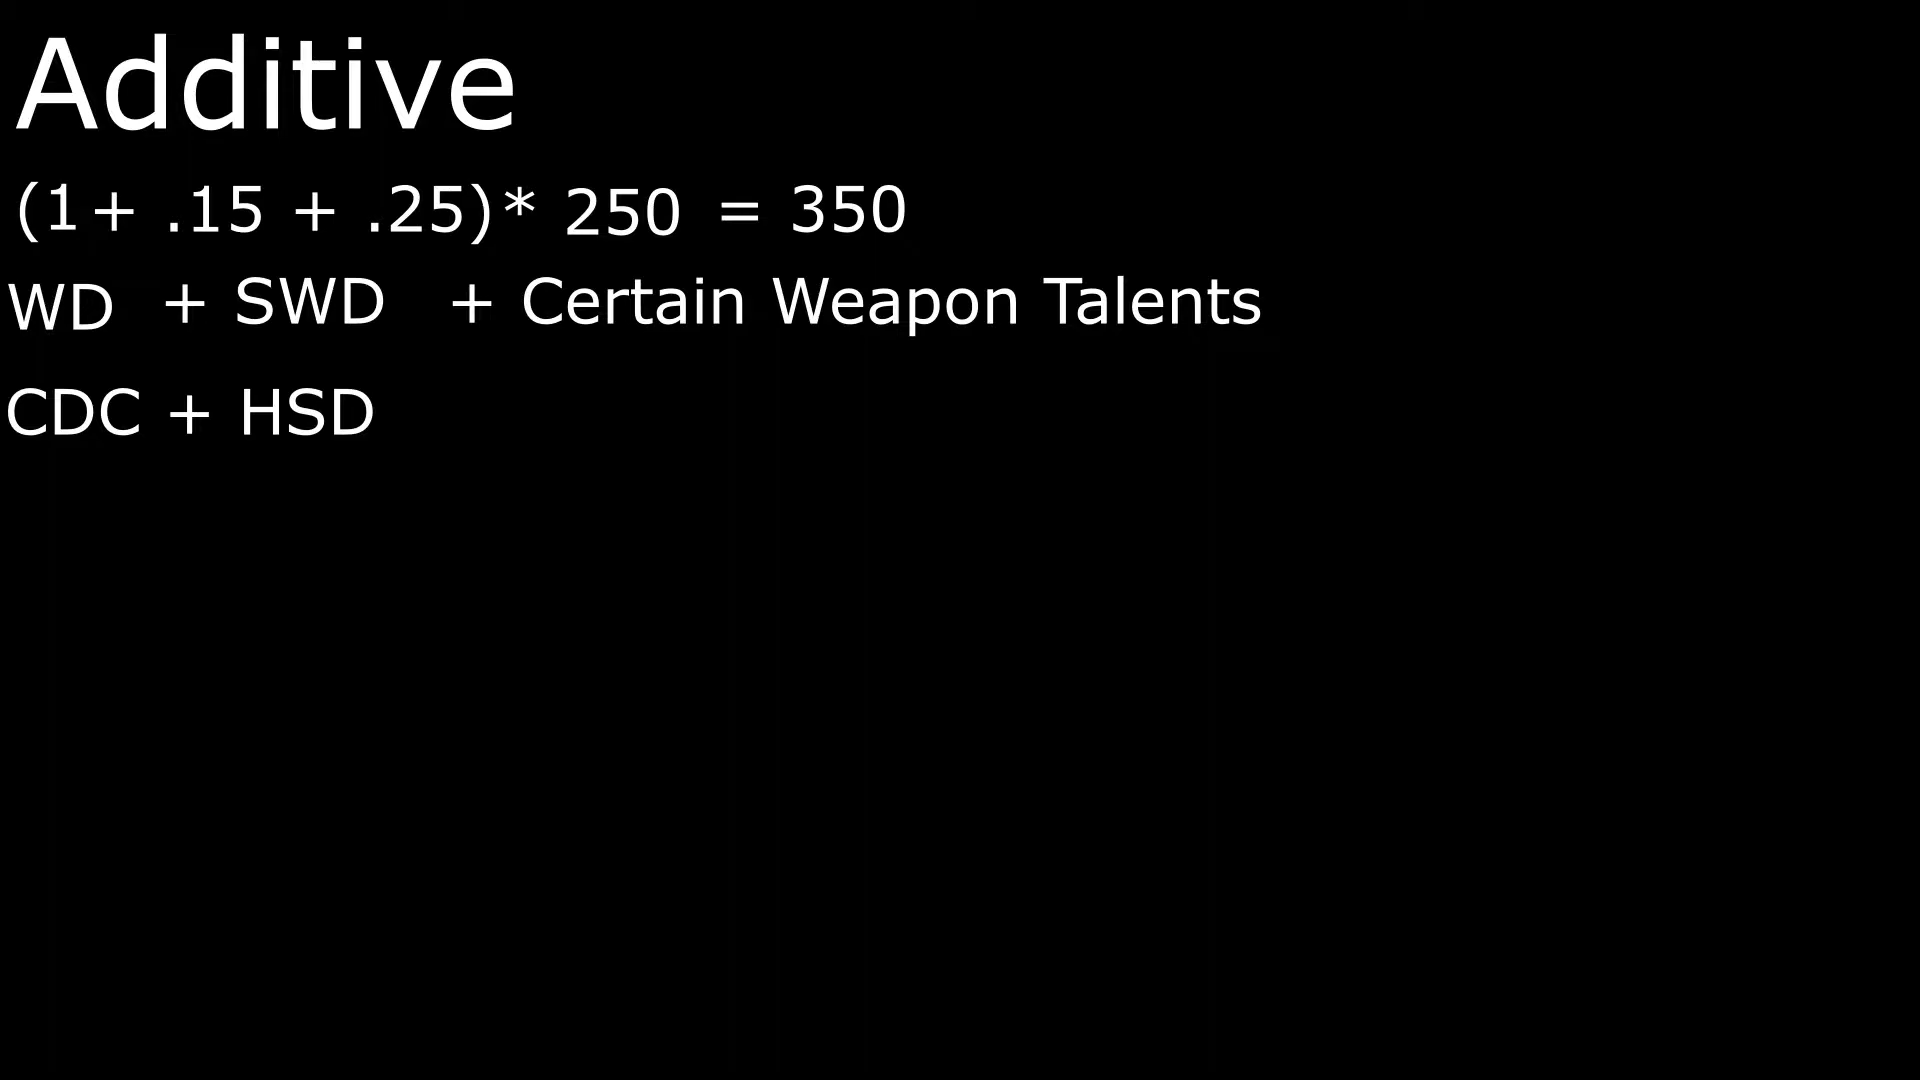 Additive
(1 + .15 + .25) * 250 = 350
WD + SWD + Certain Weapon Talents
CDC + HSD